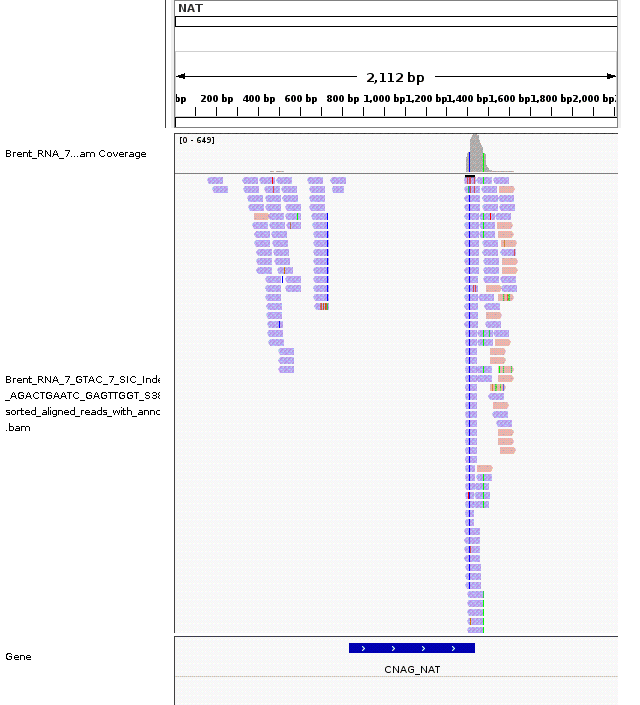 NAT
2,112 bp
bp 200 bp 400 bp 600 bp 800 bp 1,000 bp 1,200 bp 1,400 bp 1,600 bp 1,800 bp 2,000 bp
[0 - 649]
Brent_RNA_7...am Coverage
Brent_RNA_7_GTAC_7_SIC_Inde
_AGACTGAATC_GAGTTGGT_S38
sorted_aligned_reads_with_annc
.bam
Gene
CNAG_NAT